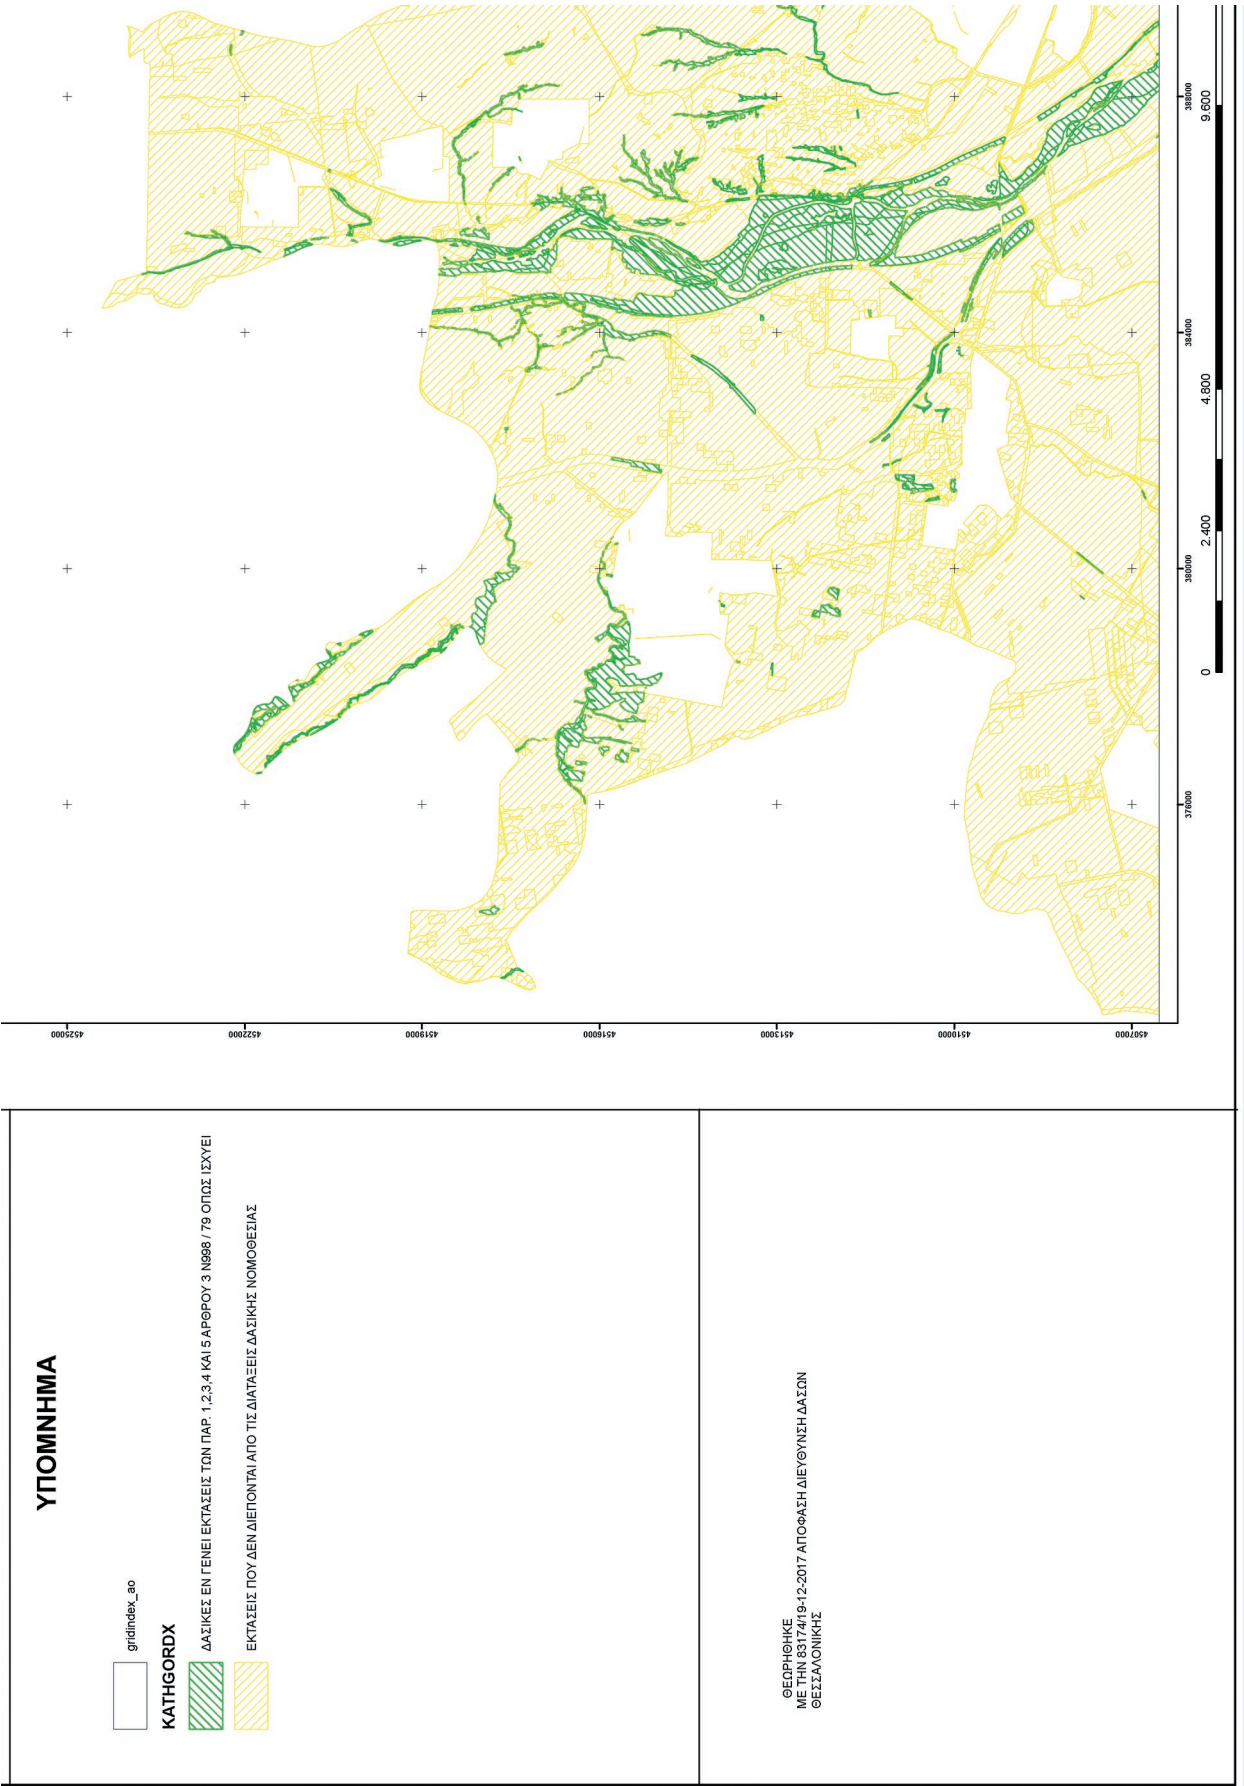 388000
384000
380000
376000
9.600
4.800
2.400
0
4525000
4522000
4519000
4516000
4513000
4510000
4507000
ΥΠΟΜΝΗΜΑ
gridindex_ao
KATHGORDX
ΔΑΣΙΚΕΣ ΕΝ ΓΕΝΕΙ ΕΚΤΑΣΕΙΣ ΤΩΝ ΠΑΡ. 1,2,3,4 ΚΑΙ 5 ΑΡΘΡΟΥ 3 Ν998 / 79 ΟΠΩΣ ΙΣΧΥΕΙ
ΕΚΤΑΣΕΙΣ ΠΟΥ ΔΕΝ ΔΙΕΠΟΝΤΑΙ ΑΠΟ ΤΙΣ ΔΙΑΤΑΞΕΙΣ ΔΑΣΙΚΗΣ ΝΟΜΟΘΕΣΙΑΣ
ΘΕΩΡΗΘΗΚΕ
ΜΕ ΤΗΝ 83174/19-12-2017 ΑΠΟΦΑΣΗ ΔΙΕΥΘΥΝΣΗ ΔΑΣΩΝ
ΘΕΣΣΑΛΟΝΙΚΗΣ